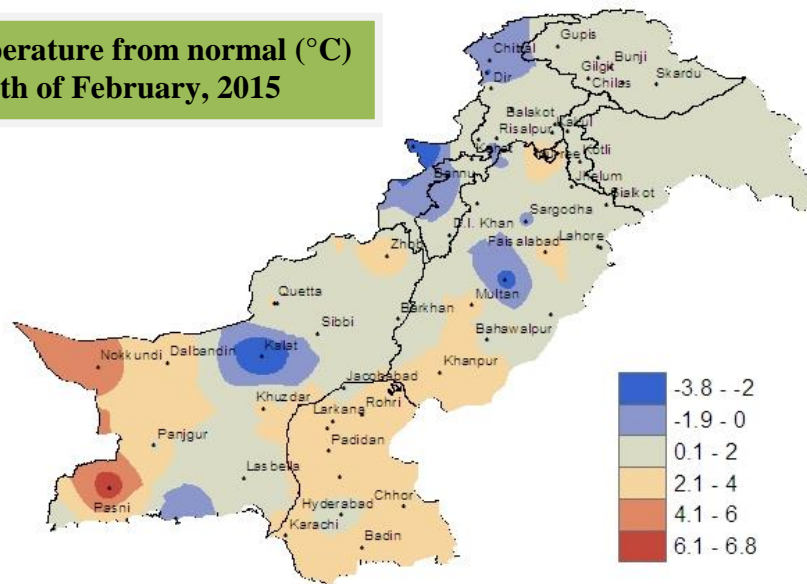 perature from normal (°C)
th of February, 2015
Gupis
Chitral
Bunji
Gilgit
Chilas
Skardu
Dir
Balakot
Kakul
Risalpur
Kohat
Kotli
Bannu
Jhelum
Sialkot
D.I. Khan
Sargodha
Lahore
Faisalabad
Zhob
Quetta
Multan
Barkhan
Sibbi
Bahawalpur
Kalat
Nokkundi
Dalbandin
Khanpur
Jacobabad
Khuzdar
Rohri
Larkana
Panjgur
Padidan
Lasbella
Chhor
Hyderabad
Pasni
Karachi
Badin
-3.8 - -2
-1.9 - 0
0.1 - 2
2.1 - 4
4.1 - 6
6.1 - 6.8